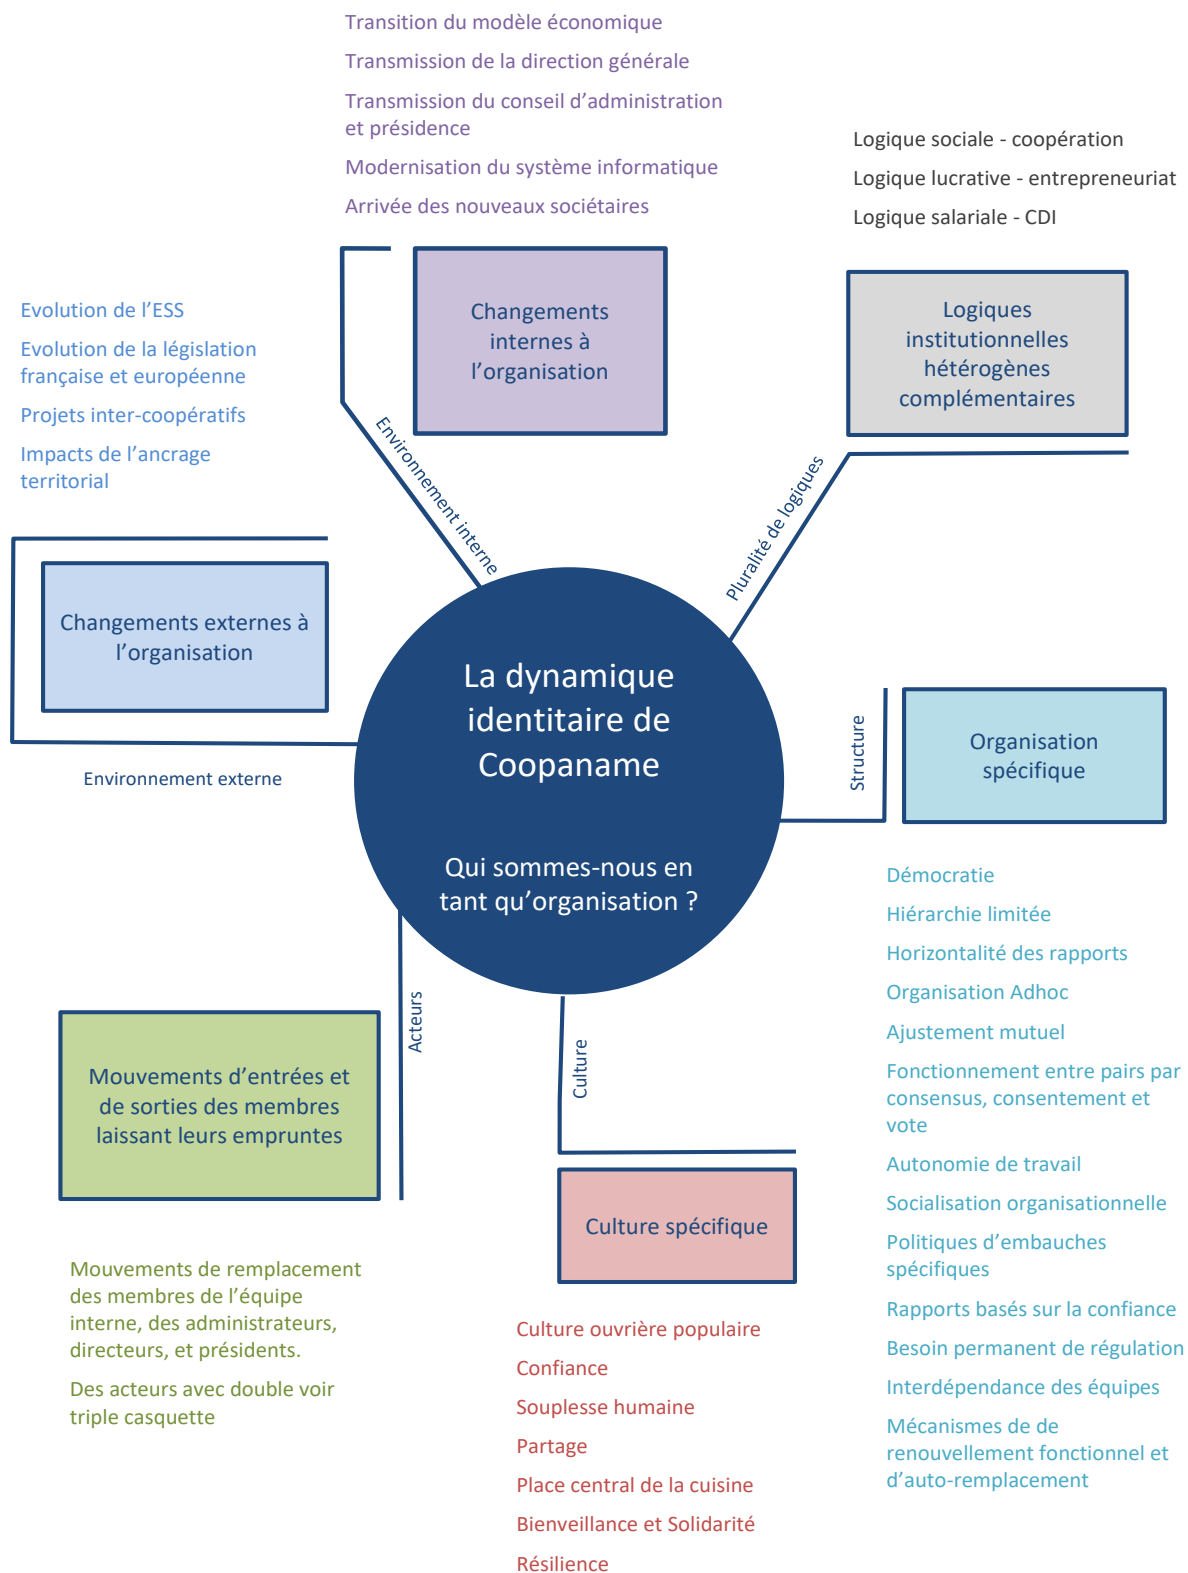 Transition du modèle économique
Transmission de la direction générale
Transmission du conseil d’administration
et présidence
Modernisation du système informatique
Arrivée des nouveaux sociétaires
Logique sociale - coopération
Logique lucrative - entrepreneuriat
Logique salariale - CDI
Changements
internes à
l’organisation
Logiques
institutionnelles
hétérogènes
complémentaires
Evolution de l’ESS
Evolution de la législation
française et européenne
Projets inter-coopératifs
Impacts de l’ancrage
territorial
Environnement interne
Pluralité de logiques
Changements externes à
l’organisation
Environnement externe
La dynamique
identitaire de
Coopaname
Qui sommes-nous en
tant qu’organisation ?
Structure
Organisation
spécifique
Démocratie
Hiérarchie limitée
Horizontalité des rapports
Organisation Adhoc
Ajustement mutuel
Fonctionnement entre pairs par
consensus, consentement et
vote
Autonomie de travail
Socialisation organisationnelle
Politiques d’embauches
spécifiques
Rapports basés sur la confiance
Besoin permanent de régulation
Interdépendance des équipes
Mécanismes de de
renouvellement fonctionnel et
d’auto-remplacement
Acteurs
Mouvements d’entrées et
de sorties des membres
laissant leurs empruntes
Mouvements de remplacement
des membres de l’équipe
interne, des administrateurs,
directeurs, et présidents.
Des acteurs avec double voir
triple casquette
Culture
Culture spécifique
Culture ouvrière populaire
Confiance
Souplesse humaine
Partage
Place central de la cuisine
Bienveillance et Solidarité
Résilience